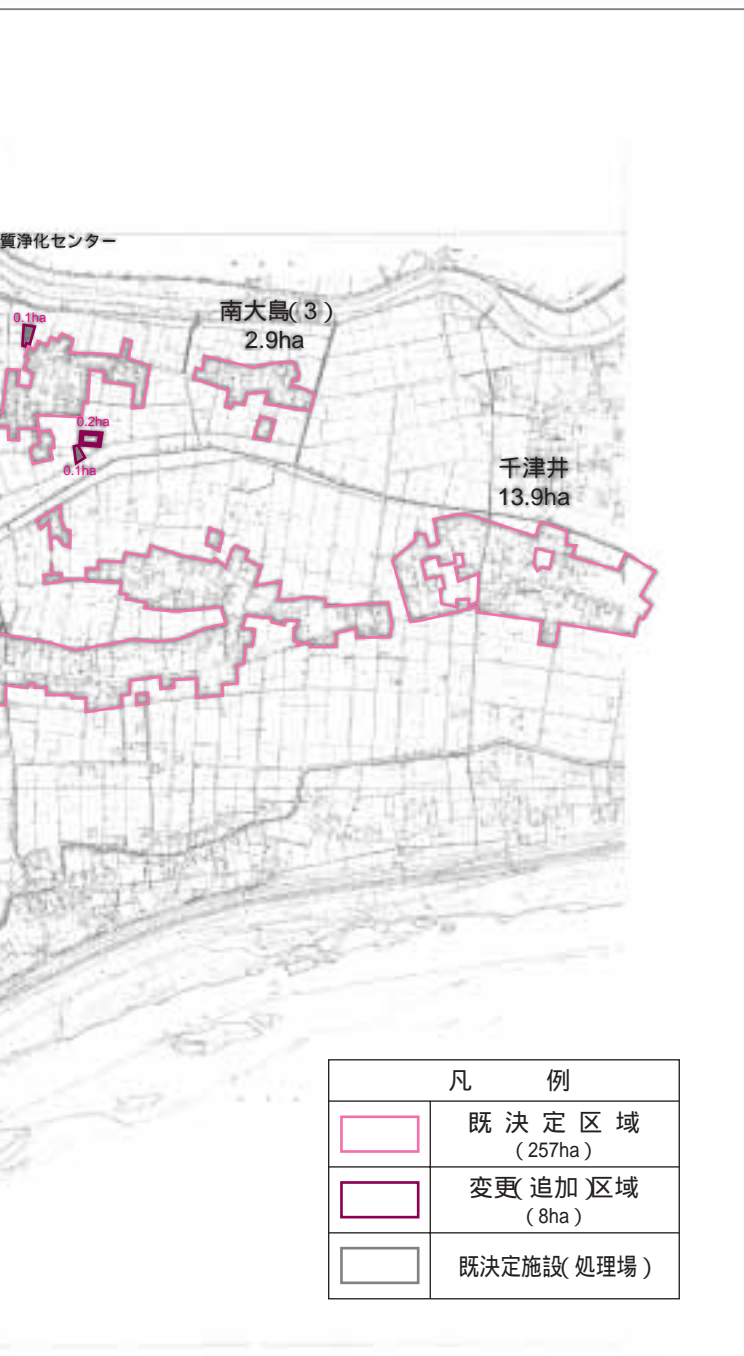 質浄化センター
南大島(3)
2.9ha
0.1ha
0.2ha
0.1ha
千津井
13.9ha
凡 例
既決定区域
(257ha)
変更(追加)区域
(8ha)
既決定施設(処理場)